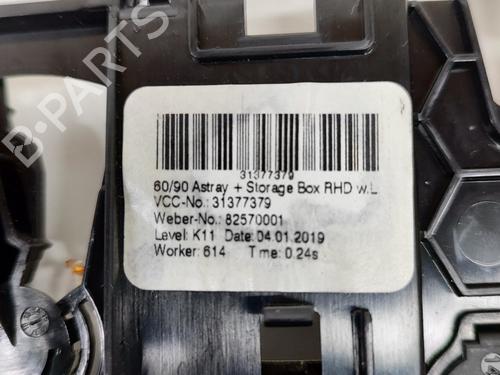 31377379
60/90 Astray + Storage Box RHD w.L
VCC-No.: 31377379
Weber-No.: 82570001
Level: K11 Date: 04.01.2019
Worker: 614 Time: 0.24s
B-PARTS